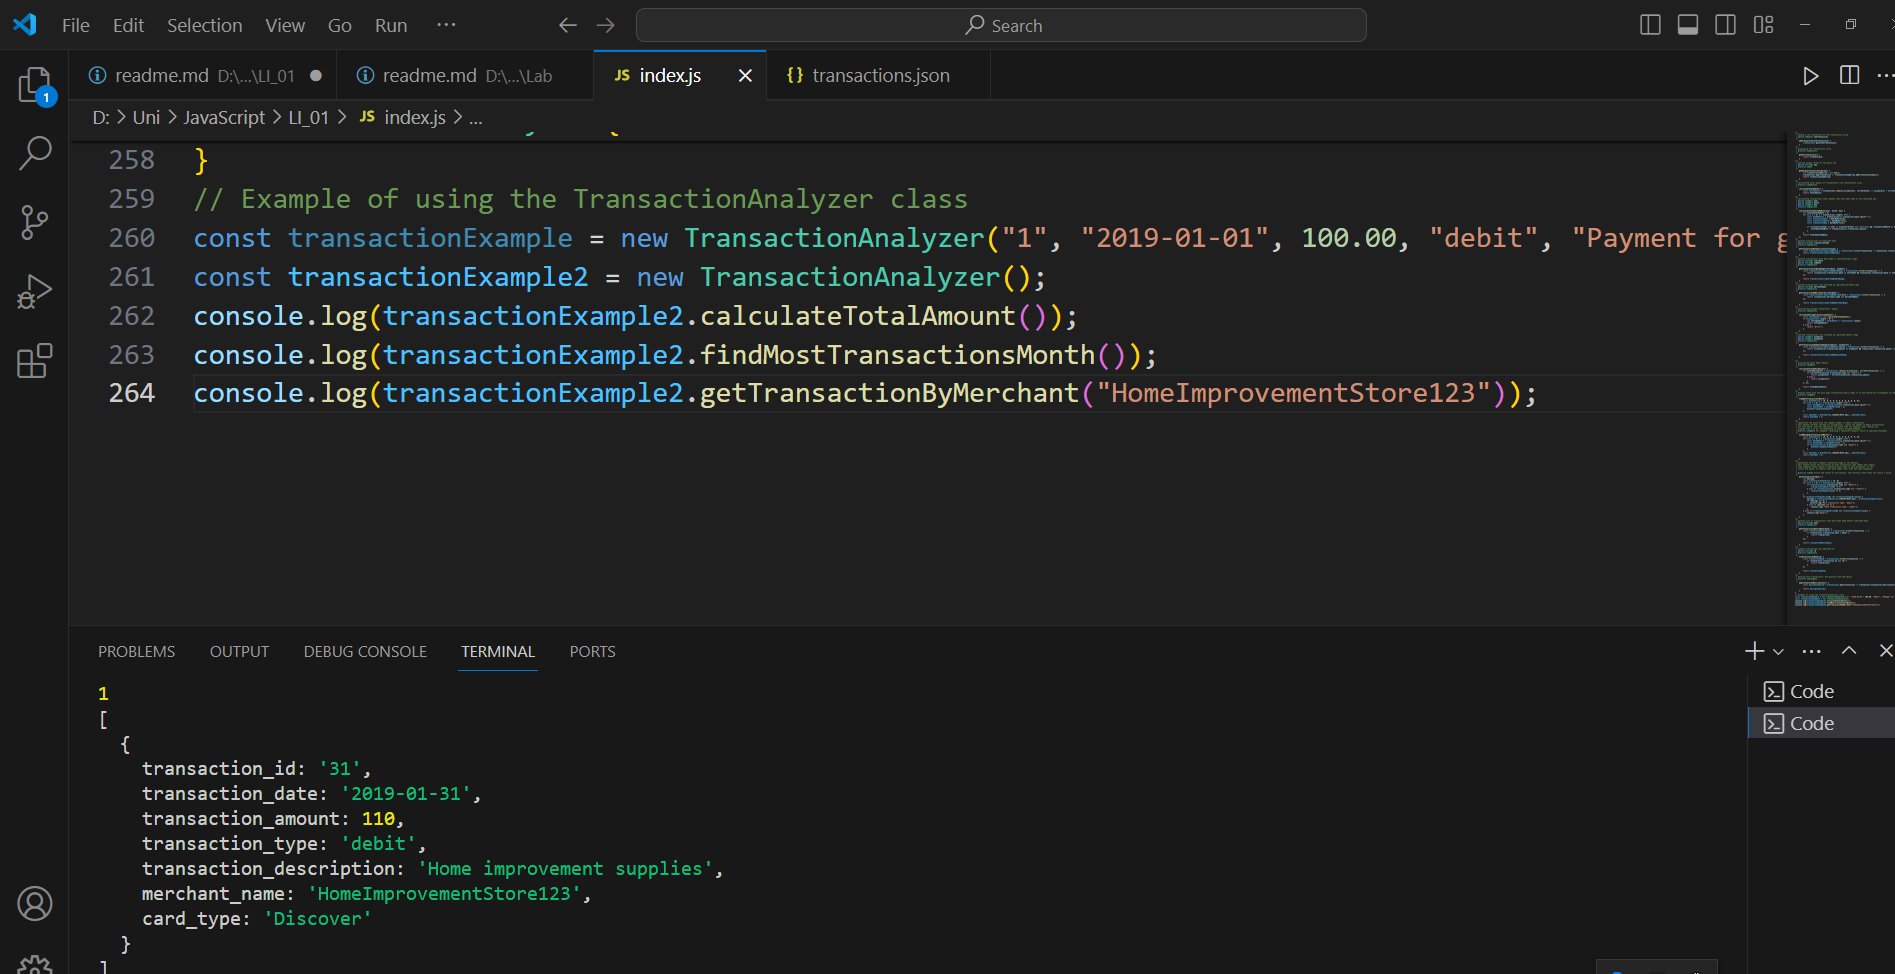 File Edit Selection View Go Run ··· Search
readme.md D:\...\LI_01 readme.md D:\...\Lab JS index.js {} transactions.json
D: > Uni > JavaScript > LI_01 > JS index.js > ...
1
258 }
259 // Example of using the TransactionAnalyzer class
260 const transactionExample = new TransactionAnalyzer("1", "2019-01-01", 100.00, "debit", "Payment for
261 const transactionExample2 = new TransactionAnalyzer();
262 console.log(transactionExample2.calculateTotalAmount());
263 console.log(transactionExample2.findMostTransactionsMonth());
264 console.log(transactionExample2.getTransactionByMerchant("HomeImprovementStore123"));
PROBLEMS OUTPUT DEBUG CONSOLE TERMINAL PORTS
1
[
{
transaction_id: '31',
transaction_date: '2019-01-31',
transaction_amount: 110,
transaction_type: 'debit',
transaction_description: 'Home improvement supplies',
merchant_name: 'HomeImprovementStore123',
card_type: 'Discover'
}
]
Code
Code